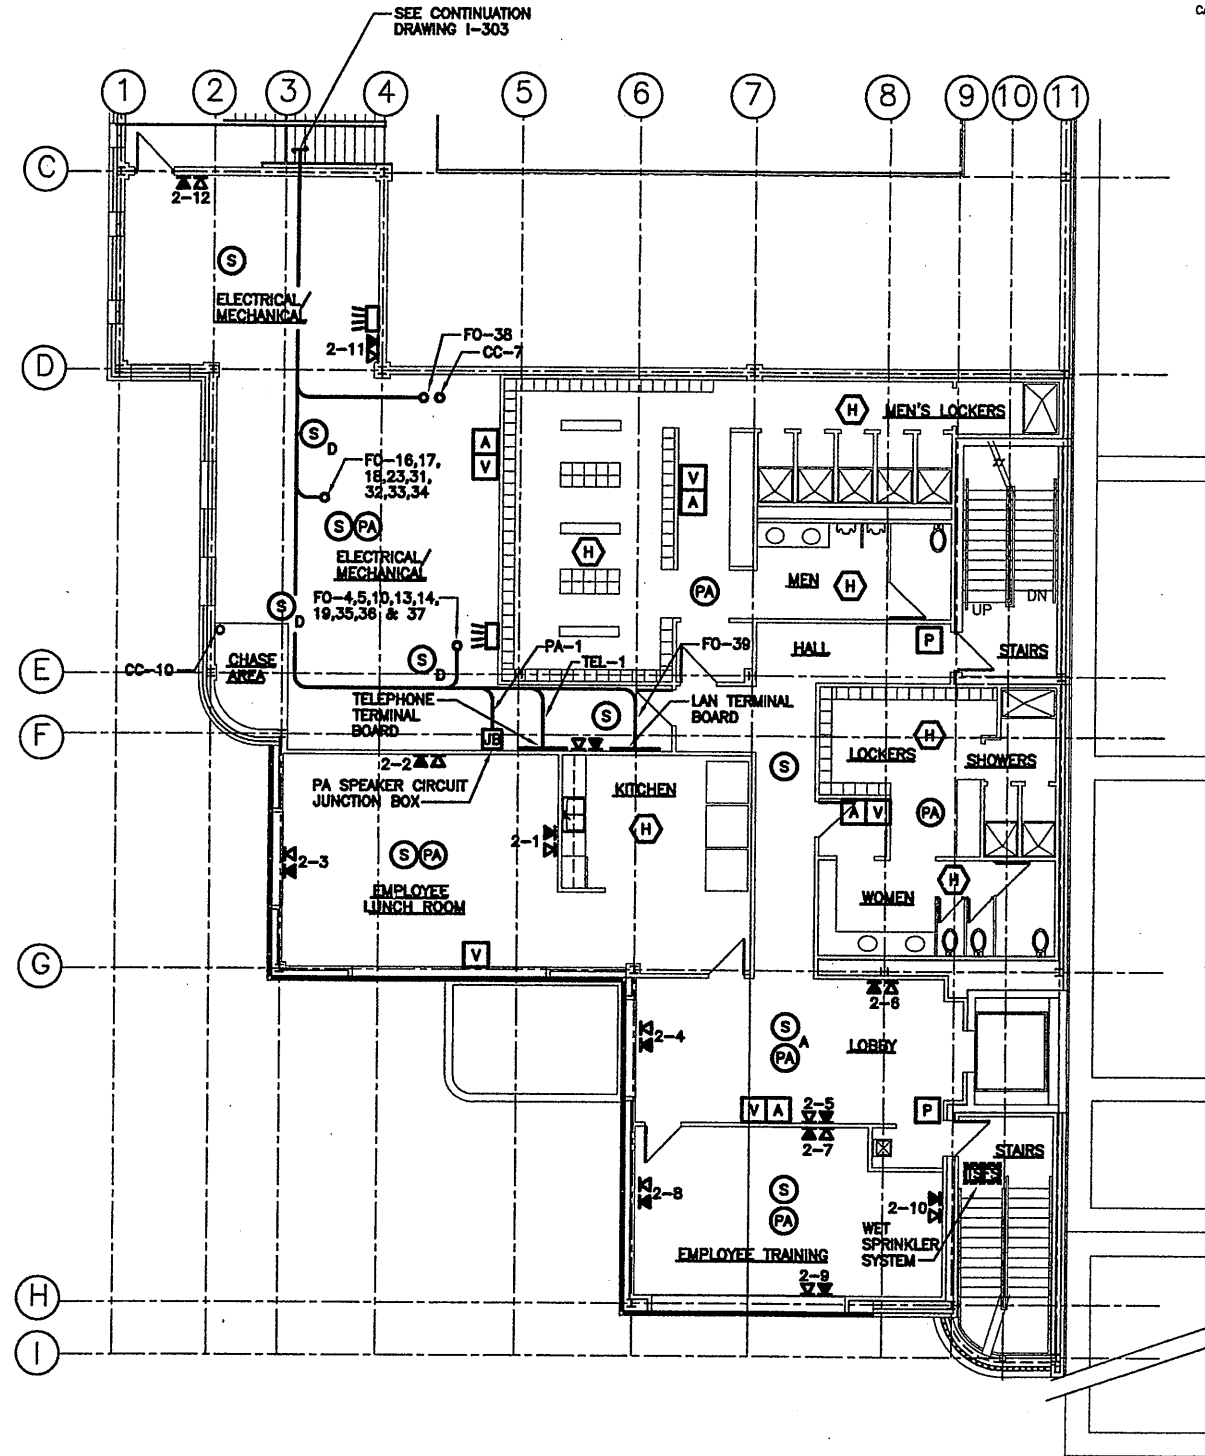 SEE CONTINUATION
DRAWING I-303
1
2
3
4
5
6
7
8
9
10
11
C
2-12
S
ELECTRICAL/
MECHANICAL
2-11
FO-38
CC-7
D
H
MEN'S LOCKERS
S
D
A
V
FO-16,17,
18,23,31,
32,33,34
V
A
S
PA
ELECTRICAL/
MECHANICAL
H
MEN
H
PA
FO-4,5,10,13,14,
19,35,36 & 37
S
D
UP
DN
PA-1
FO-39
HALL
P
STAIRS
CC-10
CHASE
AREA
S
D
TEL-1
E
TELEPHONE
TERMINAL
BOARD
LAN TERMINAL
BOARD
S
F
JB
H
LOCKERS
SHOWERS
2-2
S
PA SPEAKER CIRCUIT
JUNCTION BOX
KITCHEN
A
V
PA
H
2-1
2-3
S
PA
EMPLOYEE
LUNCH ROOM
H
WOMEN
V
G
2-6
S
A
PA
2-4
LOBBY
V
A
2-5
P
2-7
STAIRS
S
PA
2-8
2-10
WET
SPRINKLER
SYSTEM
EMPLOYEE TRAINING
2-9
H
I